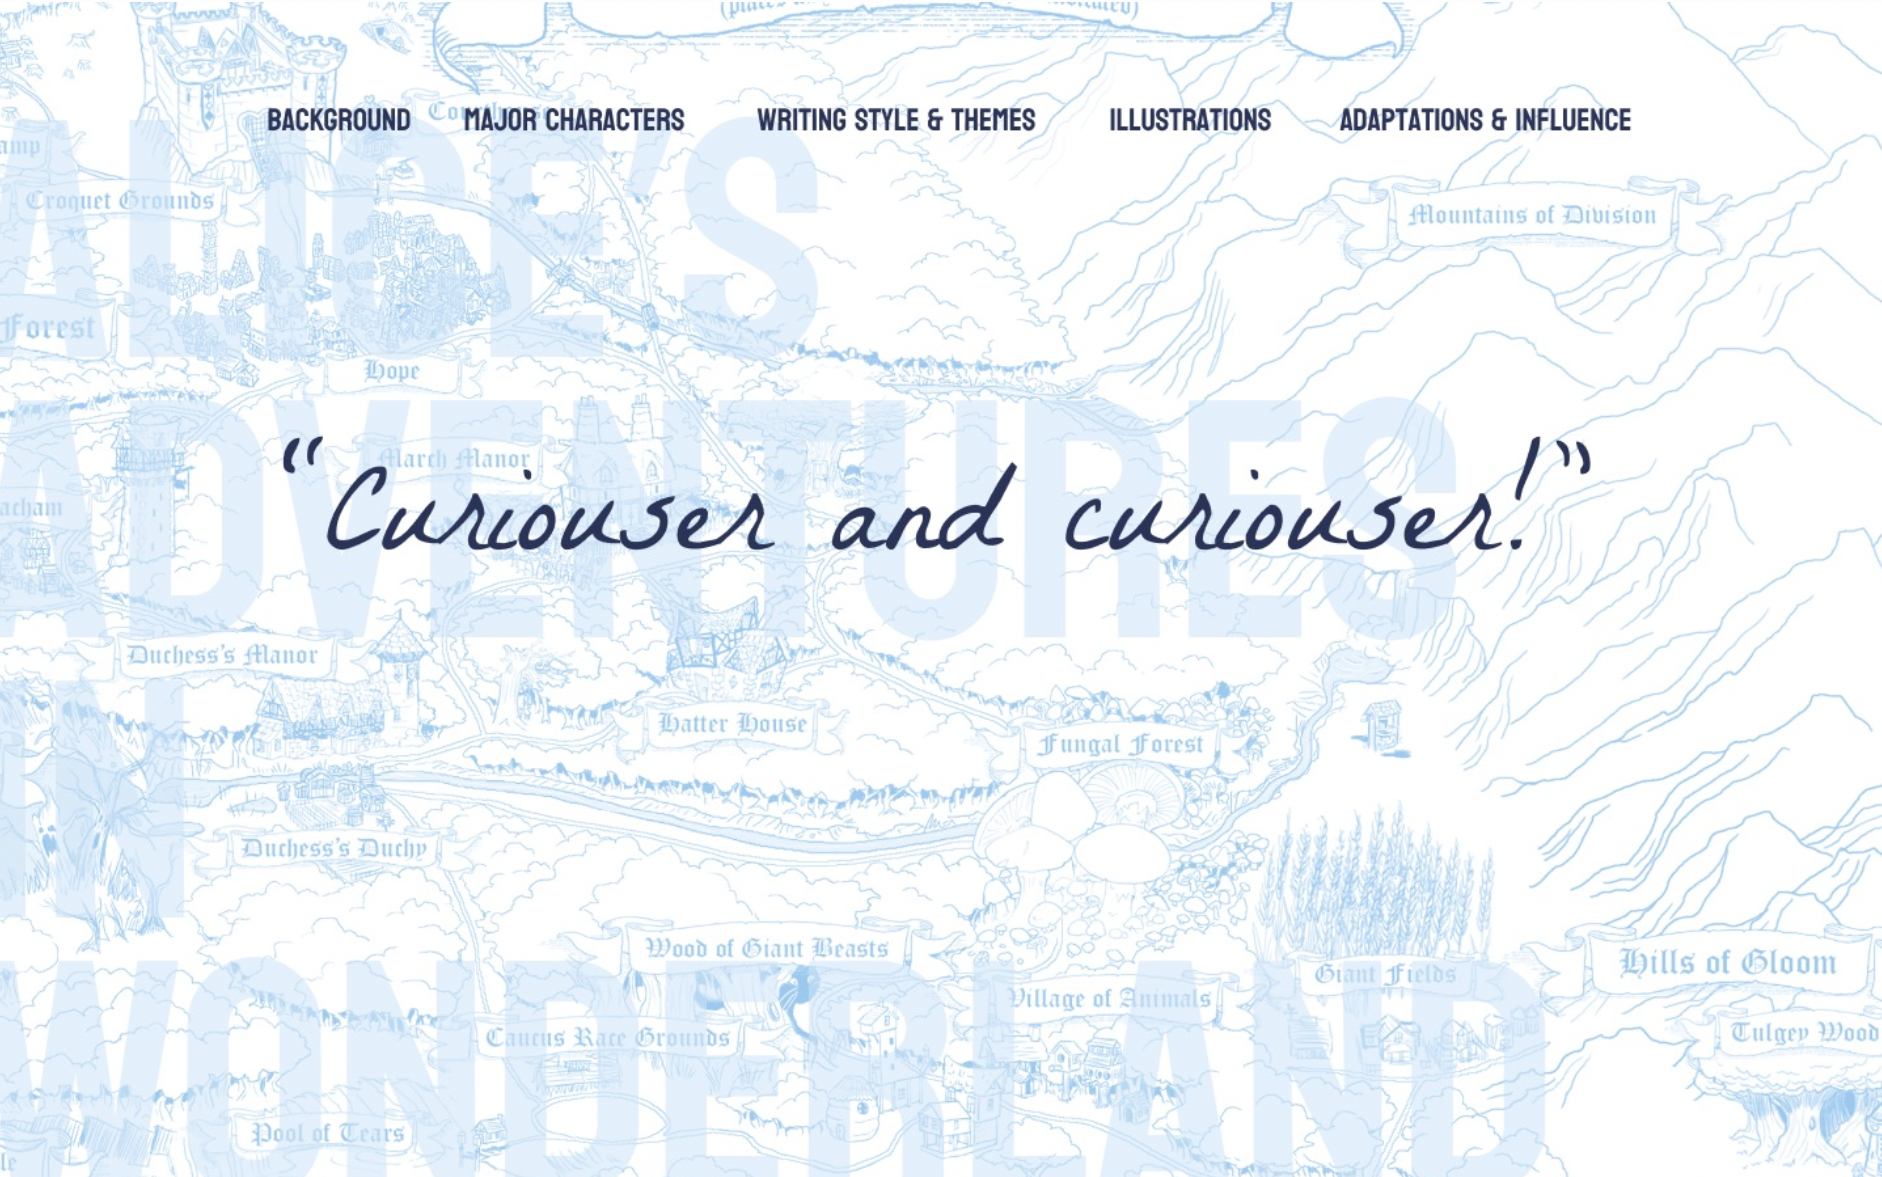 BACKGROUND MAJOR CHARACTERS WRITING STYLE & THEMES ILLUSTRATIONS ADAPTATIONS & INFLUENCE
ALICE'S
Croquet Grounds
Mountains of Division
Forest
Hope
ADVENTURES
March Manor
“Curiouser and curiouser!”
Duchess's Manor
IN
Hatter House
Fungal Forest
Duchess's Duchy
Wood of Giant Beasts
Hills of Gloom
Giant Fields
Village of Animals
WONDERLAND
Caucus Race Grounds
Tulgey Wood
Pool of Tears